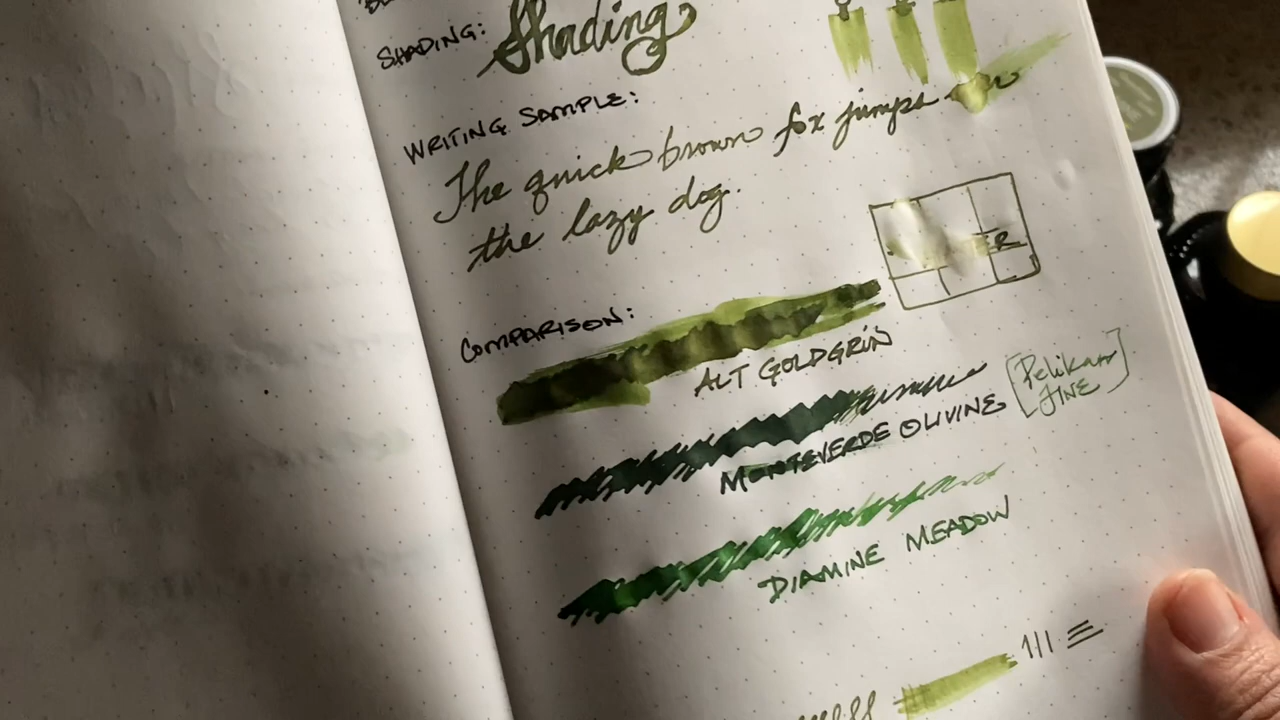 SHADING: Shading
WRITING SAMPLE:
The quick brown fox jumps
the lazy dog.
ER
COMPARISON:
ALT GOLDGRÜN
MONTEVERDE OLIVINE
[Pelikan
FINE]
DIAMINE MEADOW